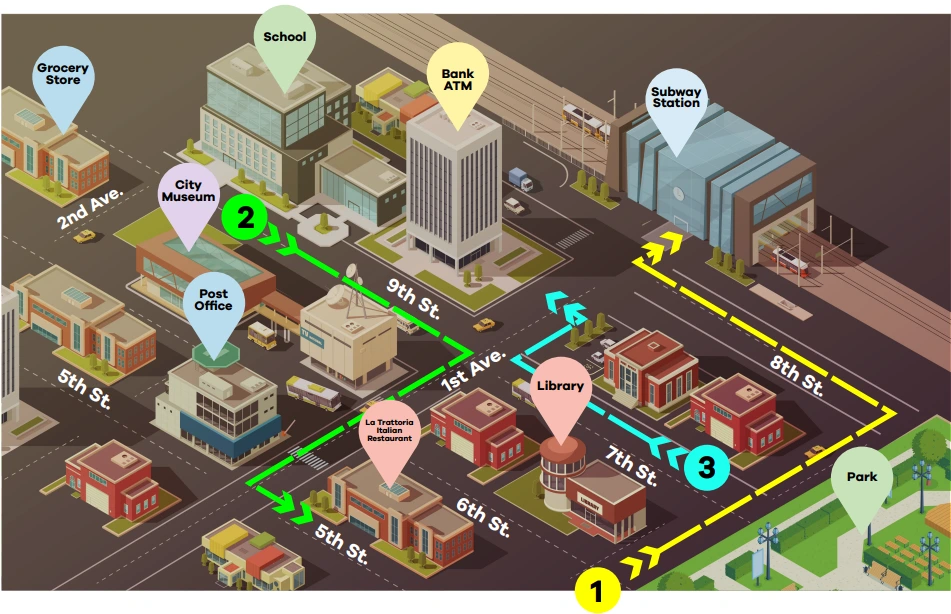 School
Grocery
Store
Bank
ATM
Subway
Station
City
Museum
2nd Ave.
2
Post
Office
9th St.
1st Ave.
8th St.
5th St.
Library
La Trattoria
Italian
Restaurant
7th St.
3
Park
6th St.
5th St.
1